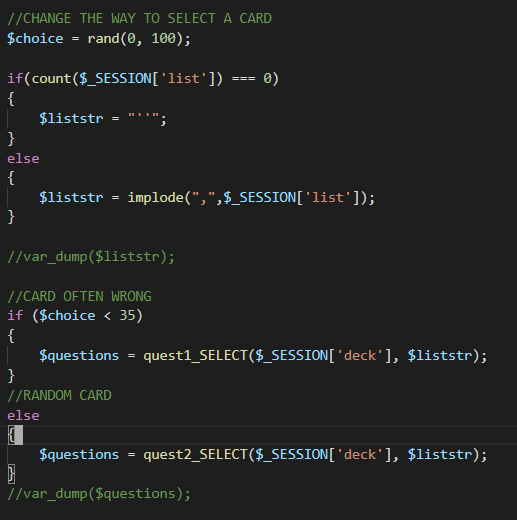 //CHANGE THE WAY TO SELECT A CARD
$choice = rand(0, 100);
if(count($_SESSION['list']) === 0)
{
$liststr = "''";
}
else
{
$liststr = implode(",",$_SESSION['list']);
}
//var_dump($liststr);
//CARD OFTEN WRONG
if ($choice < 35)
{
$questions = quest1_SELECT($_SESSION['deck'], $liststr);
}
//RANDOM CARD
else
{
$questions = quest2_SELECT($_SESSION['deck'], $liststr);
}
//var_dump($questions);